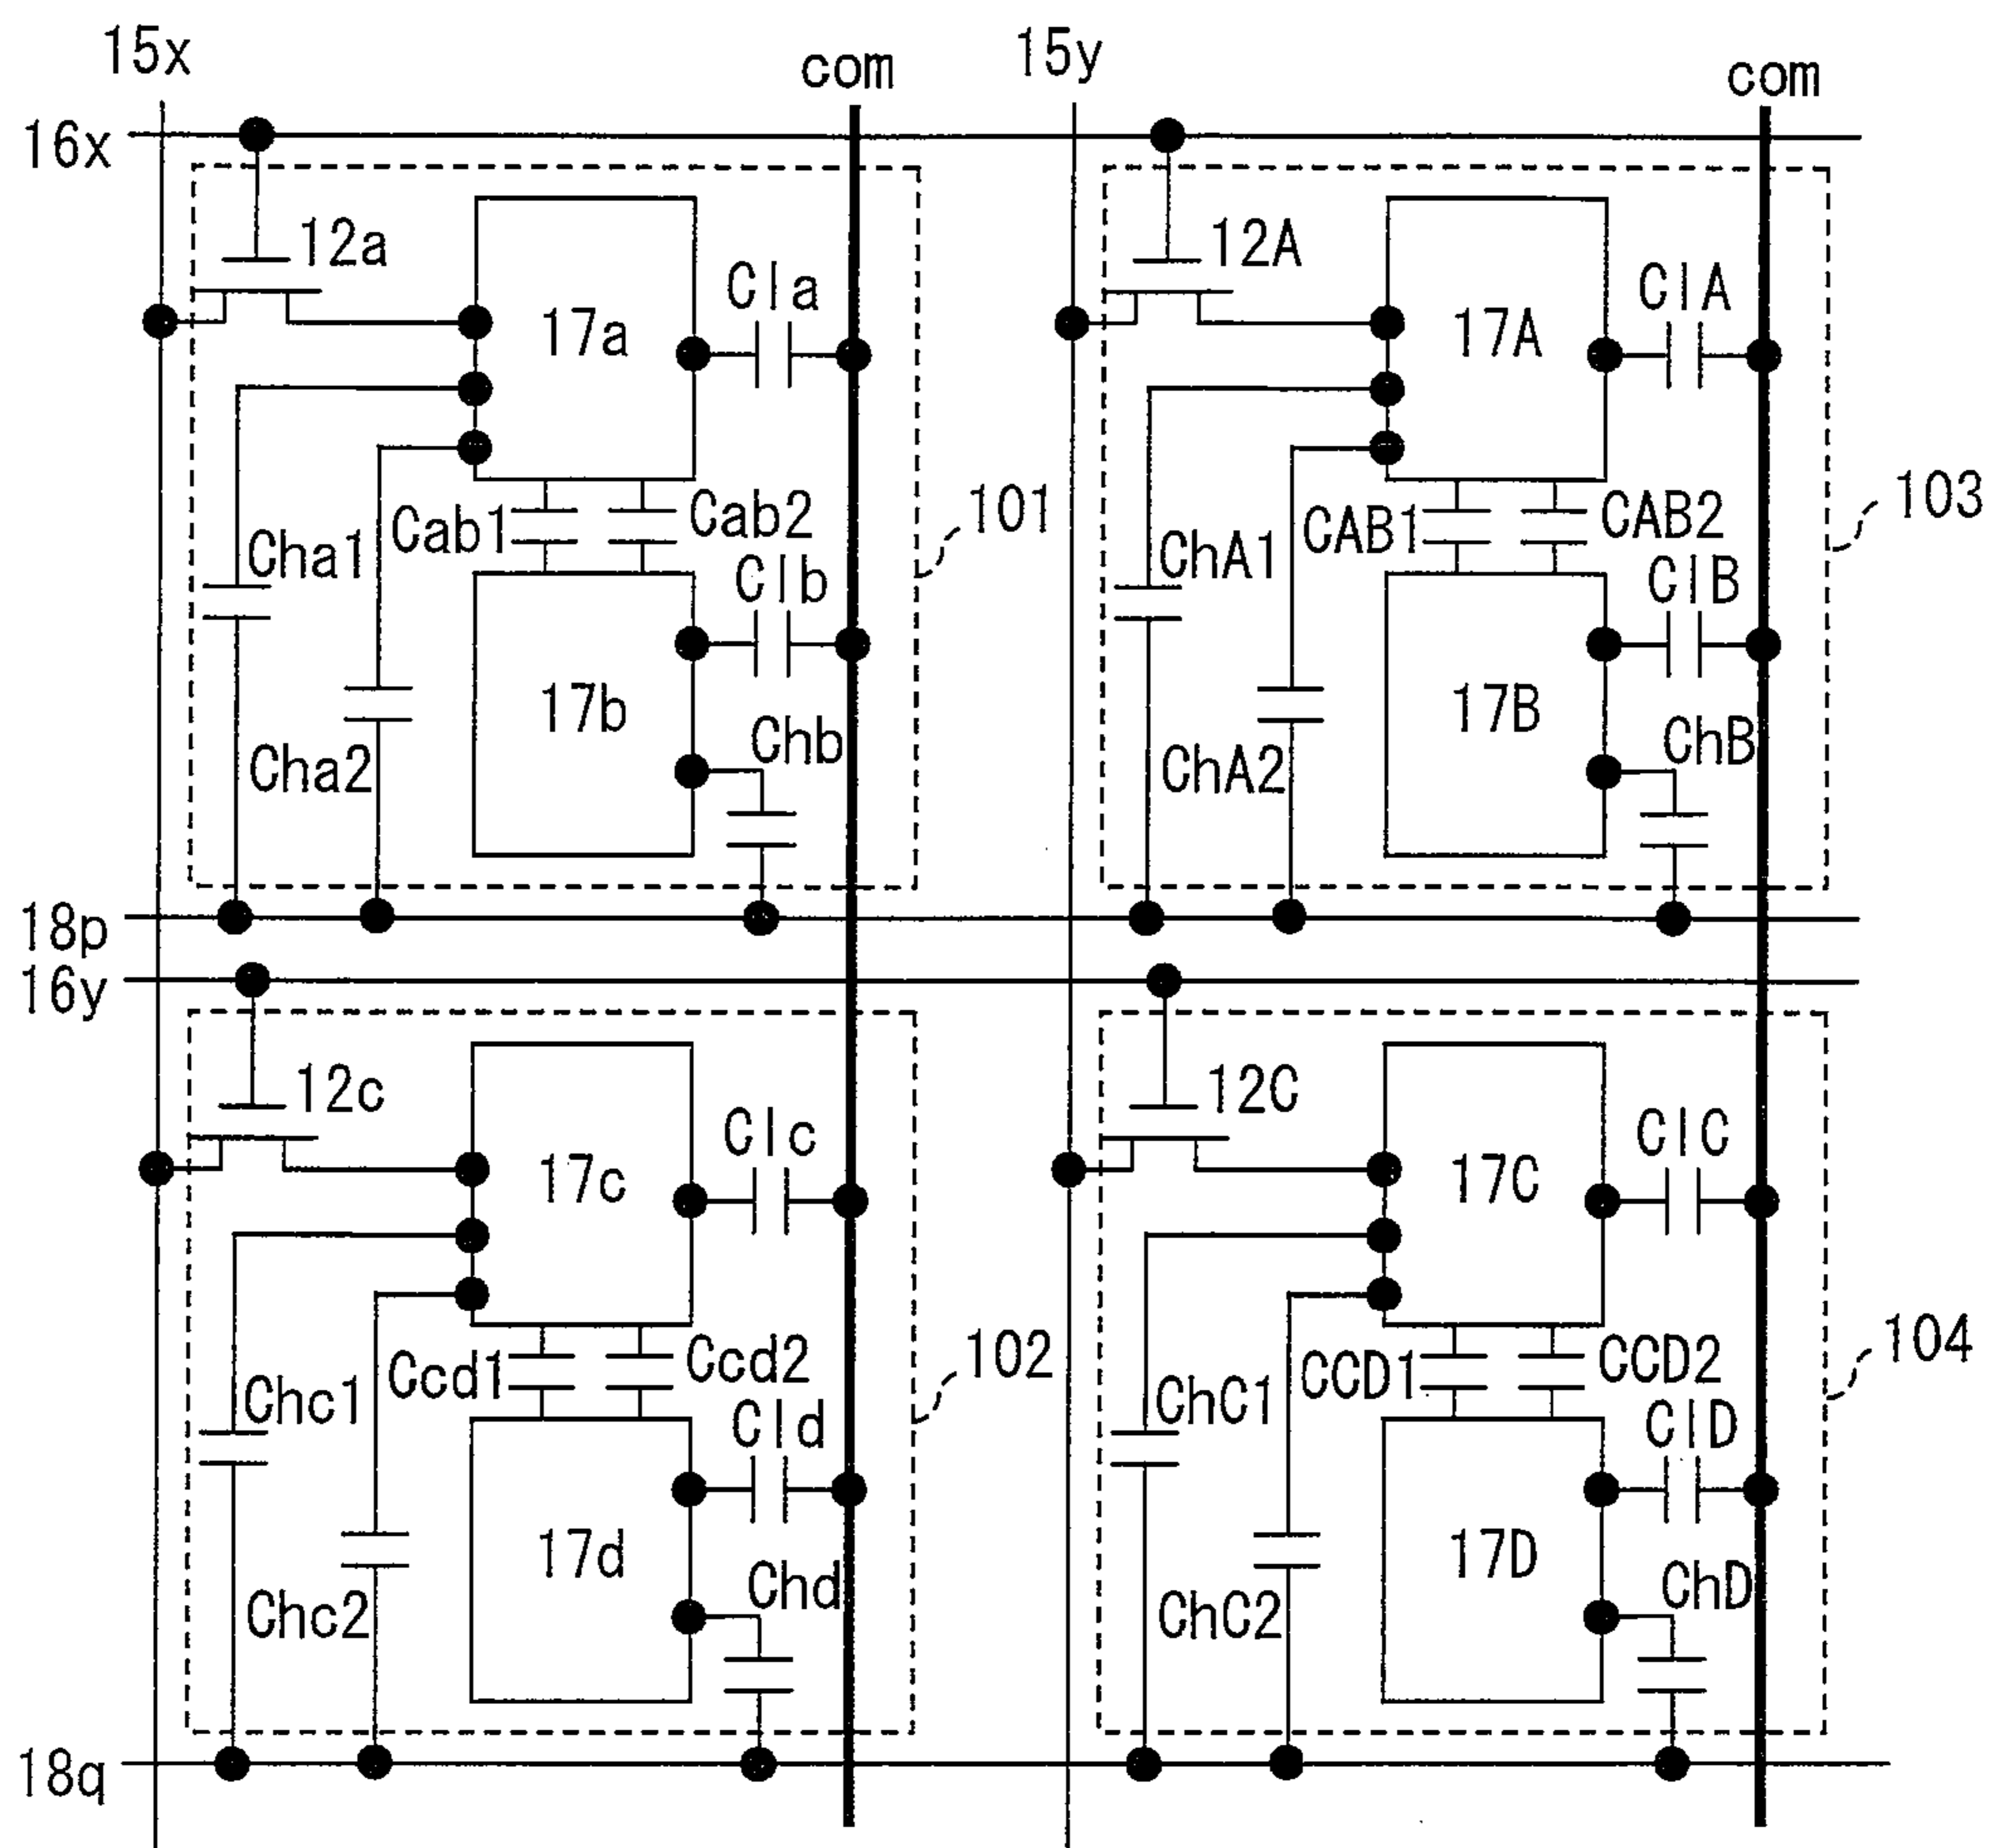 15x
com
15y
com
16x
12a
Cla
17a
Cab1
Cab2
Cha1
Clb
17b
Chb
Cha2
101
12A
ClA
17A
CAB1
CAB2
ChA1
ClB
17B
ChB
ChA2
103
18p
16y
12c
Clc
17c
Ccd1
Ccd2
Chc1
Cld
17d
Chd
Chc2
102
12C
ClC
17C
CCD1
CCD2
ChC1
ClD
17D
ChD
ChC2
104
18q